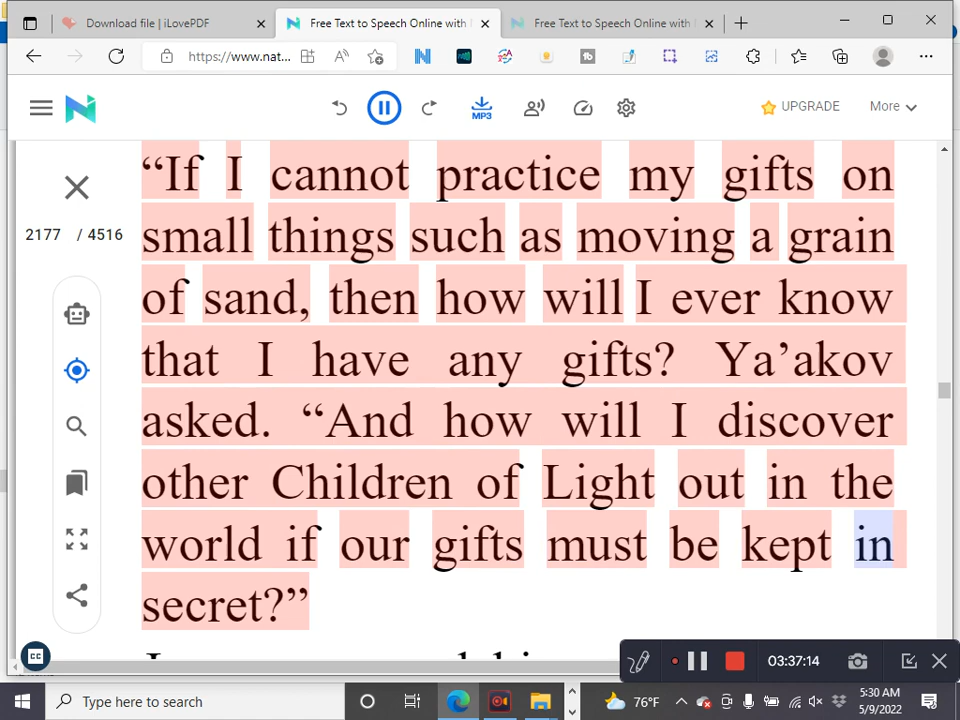 Download file | iLovePDF
Free Text to Speech Online with
Free Text to Speech Online with
https://www.nat...
MP3
UPGRADE
More
2177 / 4516
“If I cannot practice my gifts on
small things such as moving a grain
of sand, then how will I ever know
that I have any gifts? Ya’akov
asked. “And how will I discover
other Children of Light out in the
world if our gifts must be kept in
secret?”
CC
03:37:14
Type here to search
76°F
5:30 AM
5/9/2022